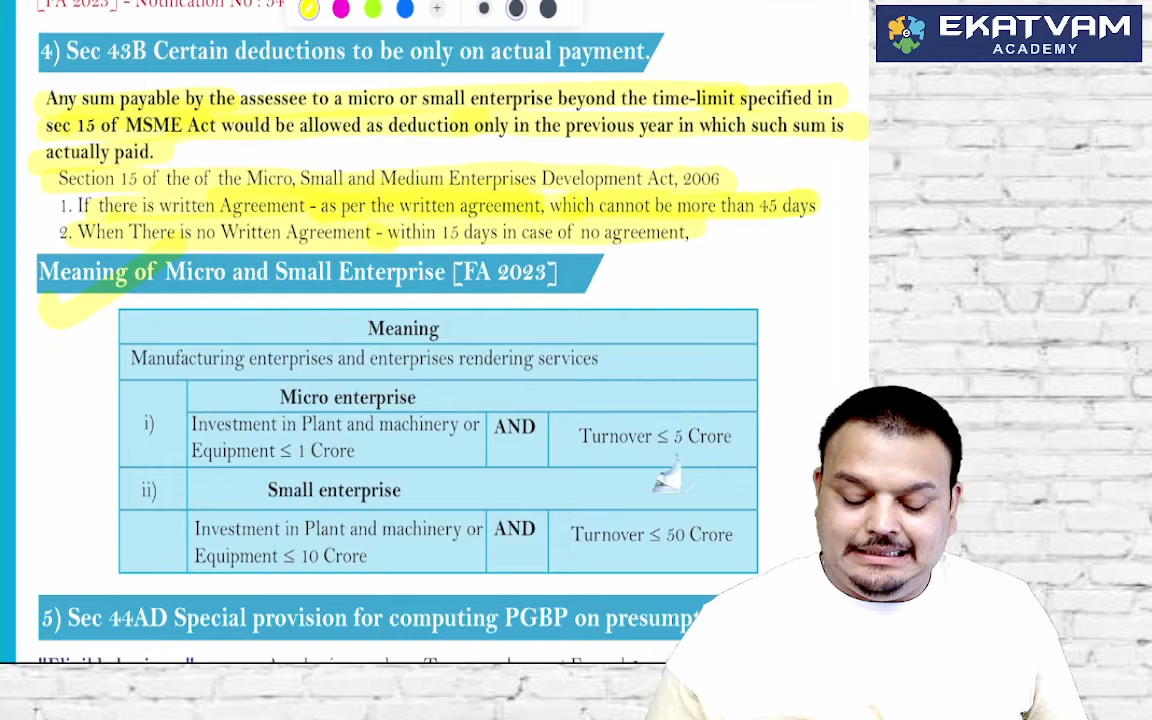 [FA 2023] - Notification No : 54
EKATVAM
ACADEMY
4) Sec 43B Certain deductions to be only on actual payment.
Any sum payable by the assessee to a micro or small enterprise beyond the time-limit specified in
sec 15 of MSME Act would be allowed as deduction only in the previous year in which such sum is
actually paid.
Section 15 of the of the Micro, Small and Medium Enterprises Development Act, 2006
1. If there is written Agreement - as per the written agreement, which cannot be more than 45 days
2. When There is no Written Agreement - within 15 days in case of no agreement,
Meaning of Micro and Small Enterprise [FA 2023]
Meaning
Manufacturing enterprises and enterprises rendering services
Micro enterprise
i) Investment in Plant and machinery or Equipment ≤ 1 Crore AND Turnover ≤ 5 Crore
ii) Small enterprise
Investment in Plant and machinery or Equipment ≤ 10 Crore AND Turnover ≤ 50 Crore
5) Sec 44AD Special provision for computing PGBP on